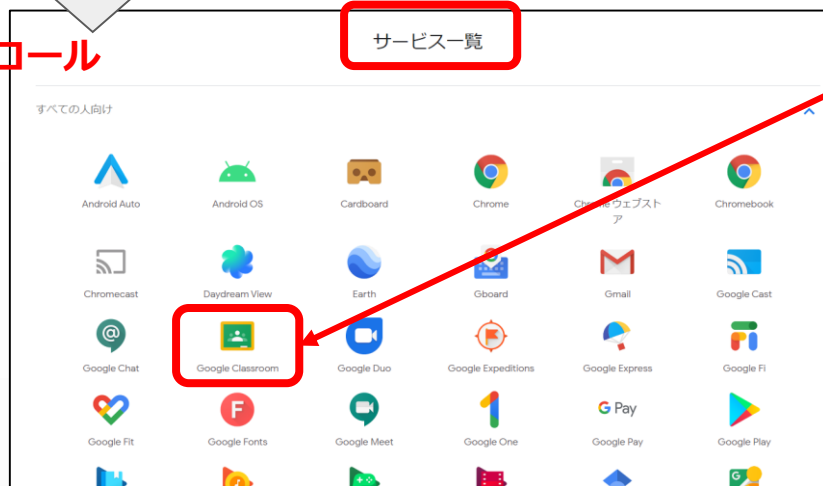 サービス一覧
ロール
すべての人向け
Android Auto
Android OS
Cardboard
Chrome
Chrome ウェブスト
ア
Chromebook
Chromecast
Daydream View
Earth
Gboard
Gmail
Google Cast
Google Chat
Google Classroom
Google Duo
Google Expeditions
Google Express
Google Fi
Google Fit
Google Fonts
Google Meet
Google One
G Pay
Google Pay
Google Play